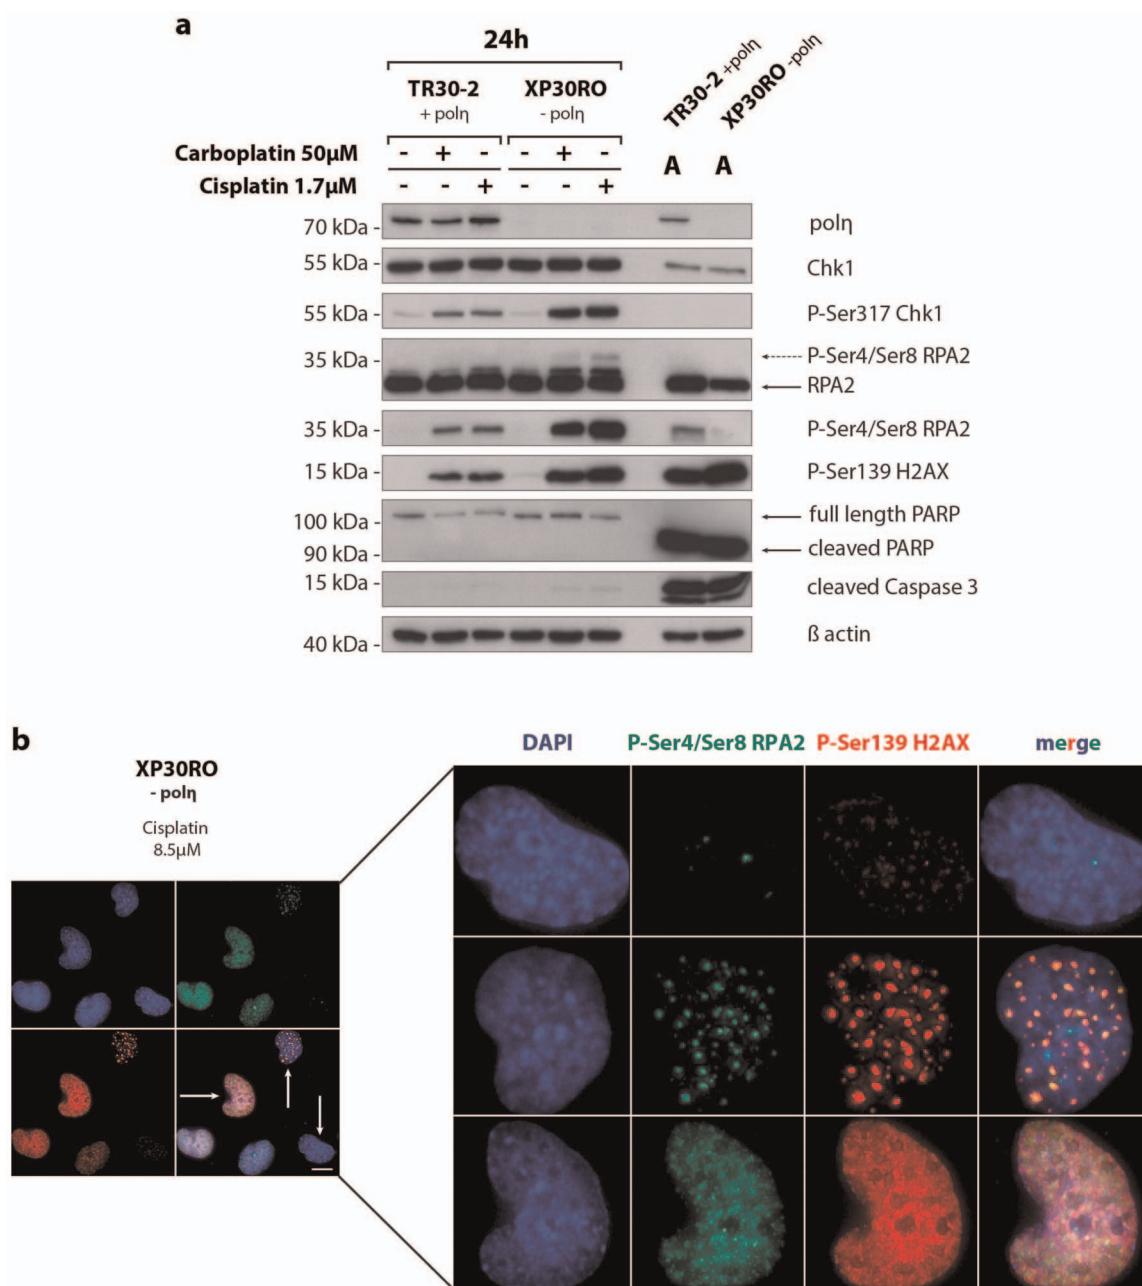 a
24h
TR30-2
+ polη
XP30RO
- polη
TR30-2 +polη
XP30RO -polη
Carboplatin 50µM - + - - + - A A
Cisplatin 1.7µM - - + - - +
70 kDa - polη
55 kDa - Chk1
55 kDa - P-Ser317 Chk1
35 kDa - P-Ser4/Ser8 RPA2
RPA2
35 kDa - P-Ser4/Ser8 RPA2
15 kDa - P-Ser139 H2AX
100 kDa - full length PARP
90 kDa - cleaved PARP
15 kDa - cleaved Caspase 3
40 kDa - ß actin
b
XP30RO
- polη
Cisplatin
8.5µM
DAPI P-Ser4/Ser8 RPA2 P-Ser139 H2AX merge